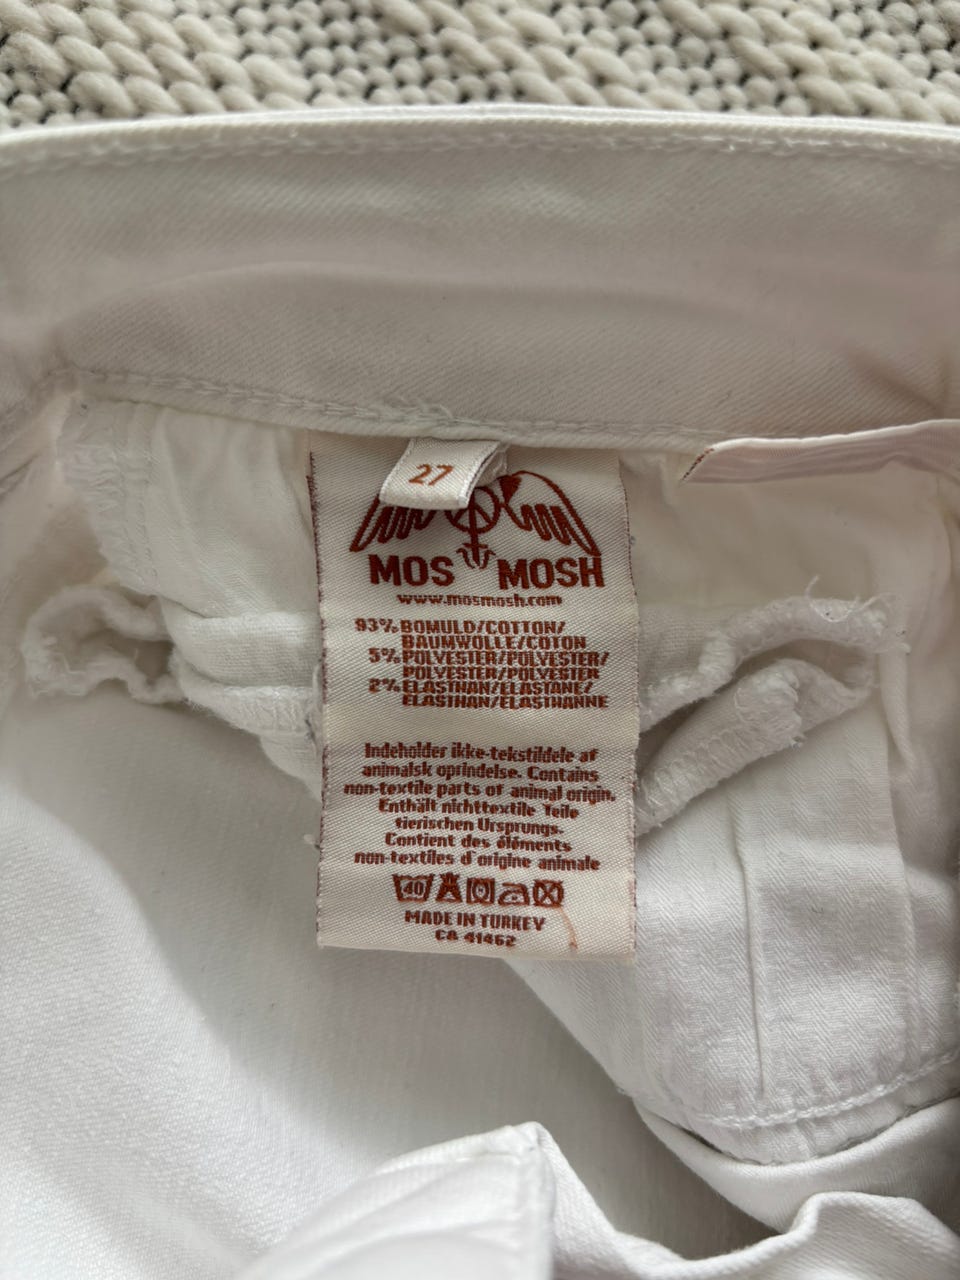 27
MOS MOSH
www.mosmosh.com
93% BOMULD/COTTON/
BAUMWOLLE/COTON
5% POLYESTER/POLYESTER/
POLYESTER/POLYESTER
2% ELASTHAN/ELASTANE/
ELASTHAN/ELASTHANNE
Indeholder ikke-tekstildele af
animalsk oprindelse. Contains
non-textile parts of animal origin.
Enthält nichttextile Teile
tierischen Ursprungs.
Contient des éléments
non-textiles d'origine animale
40
MADE IN TURKEY
CA 41462